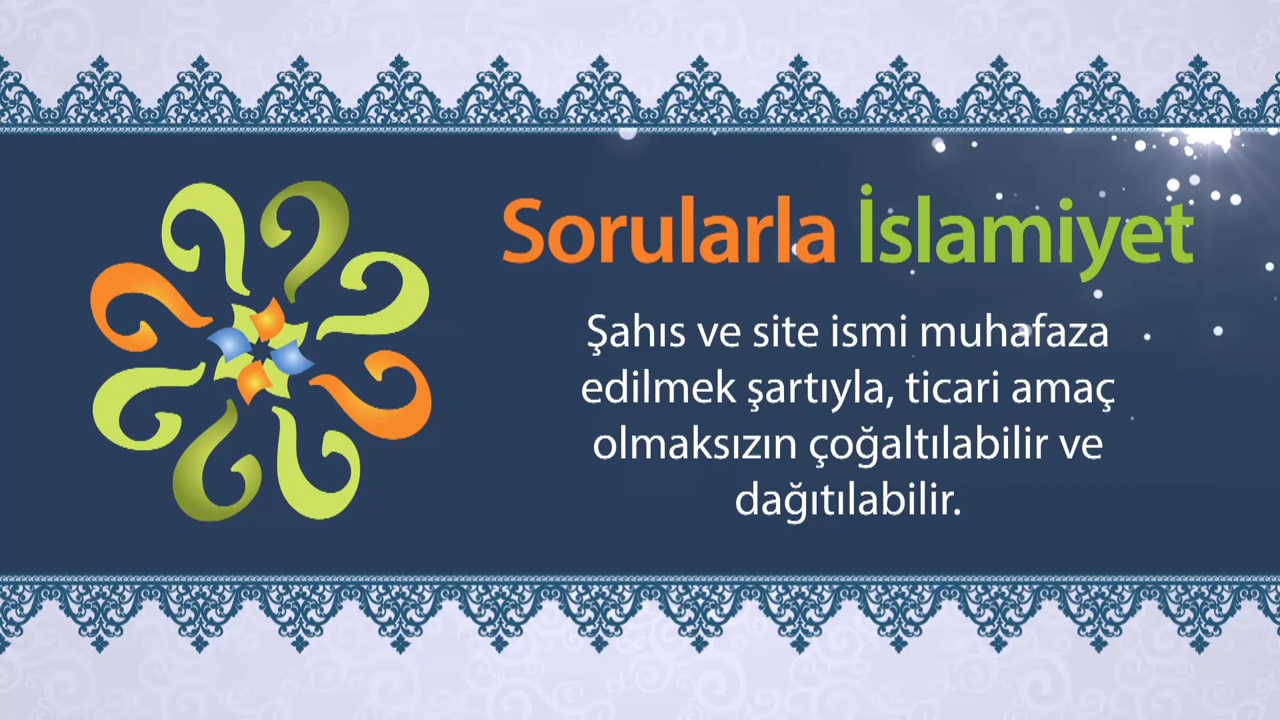 Sorularla İslamiyet
Şahıs ve site ismi muhafaza
edilmek şartıyla, ticari amaç
olmaksızın çoğaltılabilir ve
dağıtılabilir.